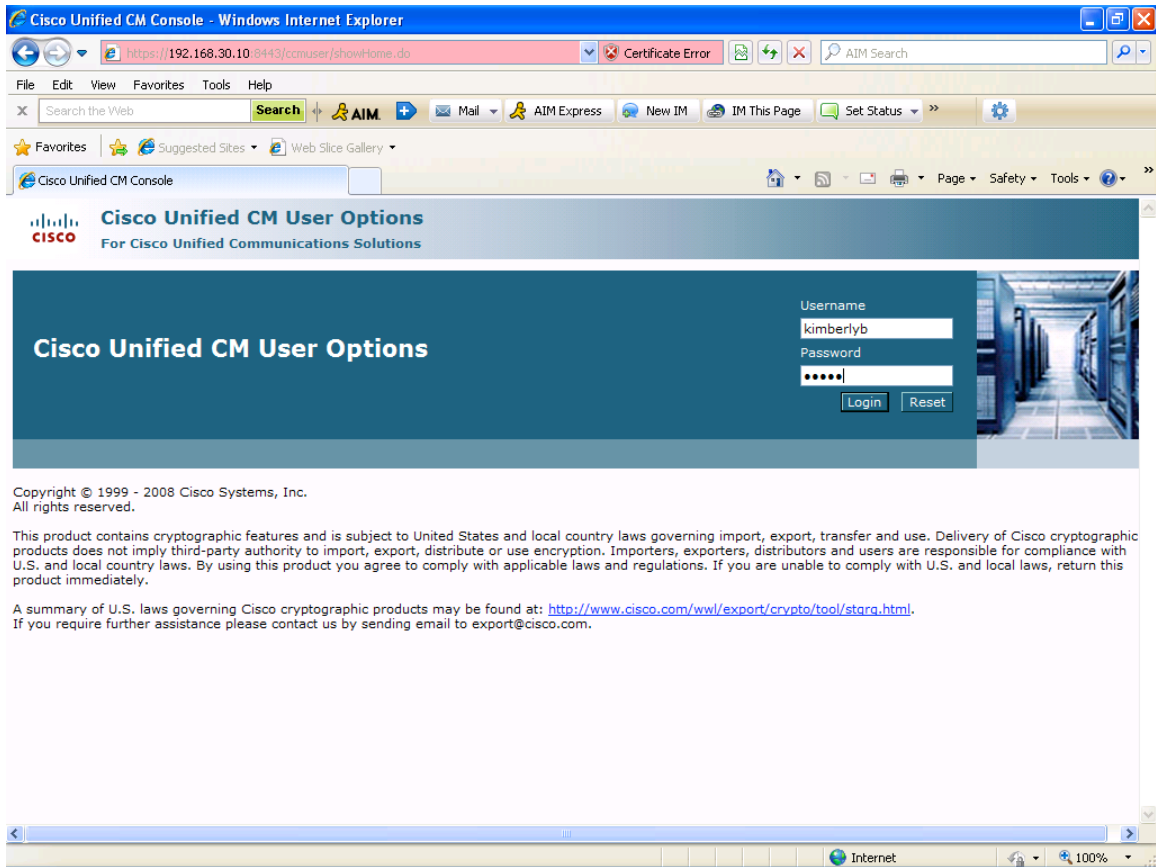 Cisco Unified CM Console - Windows Internet Explorer
https://192.168.30.10:8443/ccmuser/showHome.do
Certificate Error
AIM Search
File Edit View Favorites Tools Help
x Search the Web Search AIM. Mail AIM Express New IM IM This Page Set Status »
Favorites Suggested Sites Web Slice Gallery
Cisco Unified CM Console
Page Safety Tools »
CISCO
Cisco Unified CM User Options
For Cisco Unified Communications Solutions
Cisco Unified CM User Options
Username
kimberlyb
Password
•••••
Login Reset
Copyright © 1999 - 2008 Cisco Systems, Inc.
All rights reserved.
This product contains cryptographic features and is subject to United States and local country laws governing import, export, transfer and use. Delivery of Cisco cryptographic
products does not imply third-party authority to import, export, distribute or use encryption. Importers, exporters, distributors and users are responsible for compliance with
U.S. and local country laws. By using this product you agree to comply with applicable laws and regulations. If you are unable to comply with U.S. and local laws, return this
product immediately.
A summary of U.S. laws governing Cisco cryptographic products may be found at: http://www.cisco.com/wwl/export/crypto/tool/stqrg.html.
If you require further assistance please contact us by sending email to export@cisco.com.
Internet
100%